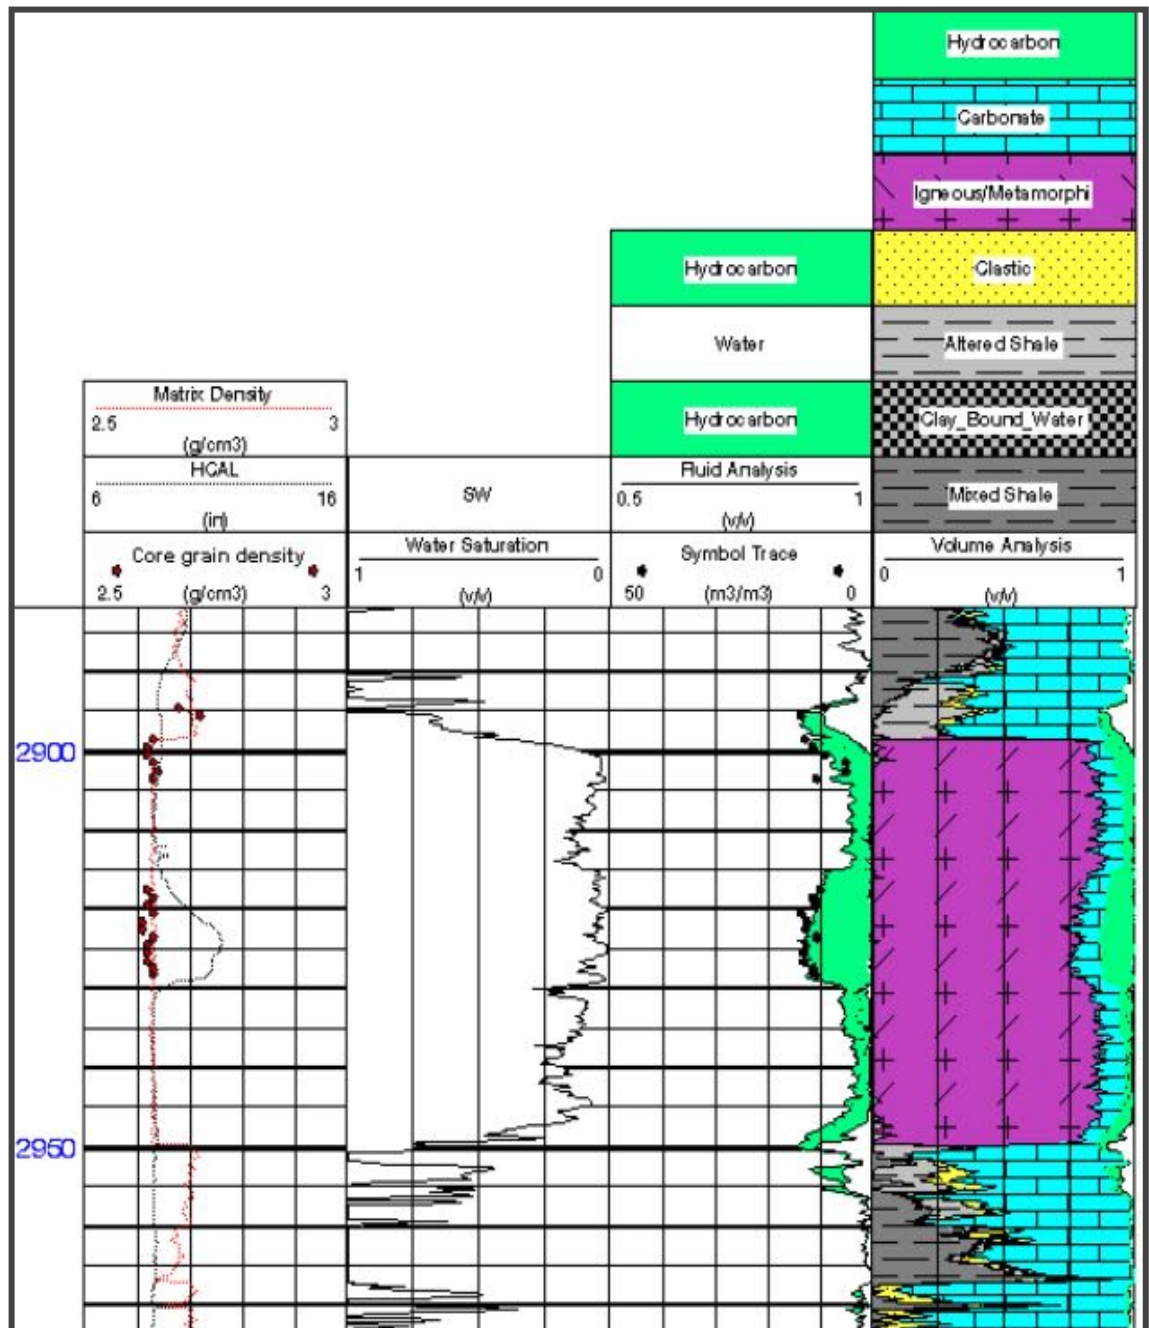 Hydrocarbon
Carbonate
Igneous/Metamorphi
Hydrocarbon
Clastic
Water
Altered Shale
Matrix Density
2.5 3
(g/cm3)
Hydrocarbon
Clay_Bound_Water
HCAL
6 16
(in)
SW
Fluid Analysis
0.5 1
(v/v)
Mixed Shale
Core grain density
2.5 (g/cm3) 3
Water Saturation
1 0
(v/v)
Symbol Trace
50 (m3/m3) 0
Volume Analysis
0 1
(v/v)
2900
2950